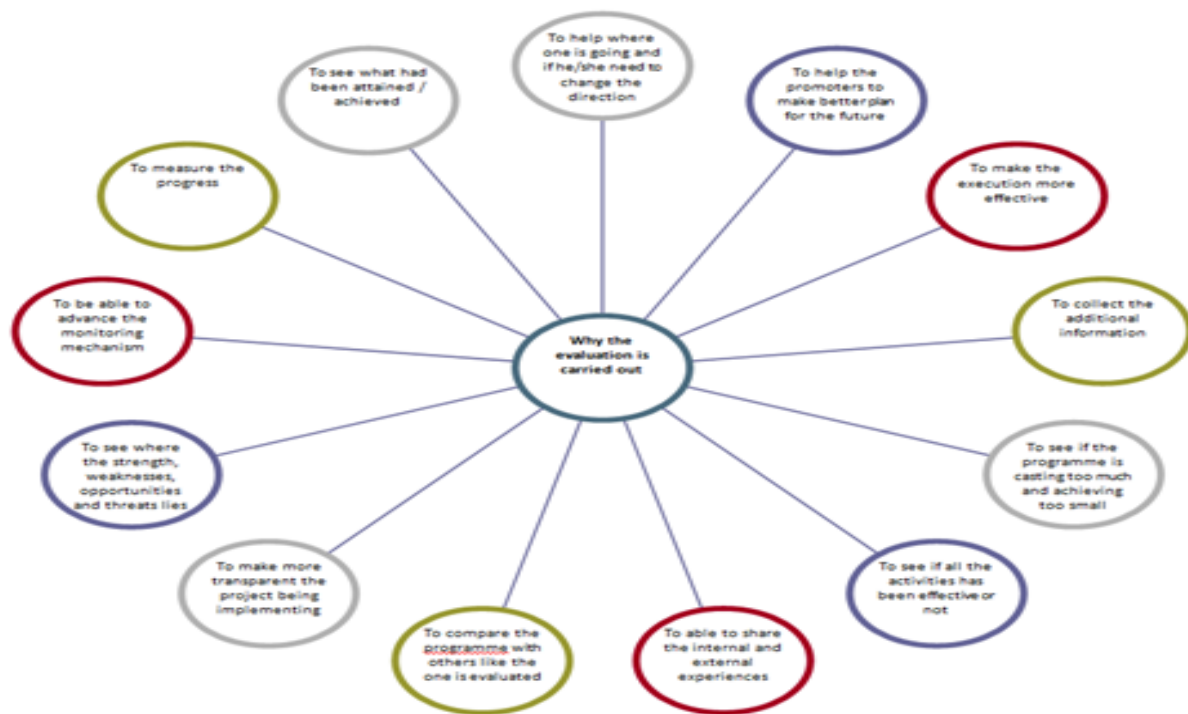 To help where
one is going and
if he/she need to
change the
direction
To help the
promoters to
make better plan
for the future
To make the
execution more
effective
To collect the
additional
information
To see if the
programme is
casting too much
and achieving
too small
To see if all the
activities has
been effective or
not
To able to share
the internal and
external
experiences
To compare the
programme with
others like the
one is evaluated
To make more
transparent the
project being
implementing
To see where
the strength,
weaknesses,
opportunities
and threats lies
To be able to
advance the
monitoring
mechanism
To measure the
progress
To see what had
been attained /
achieved
Why the
evaluation is
carried out